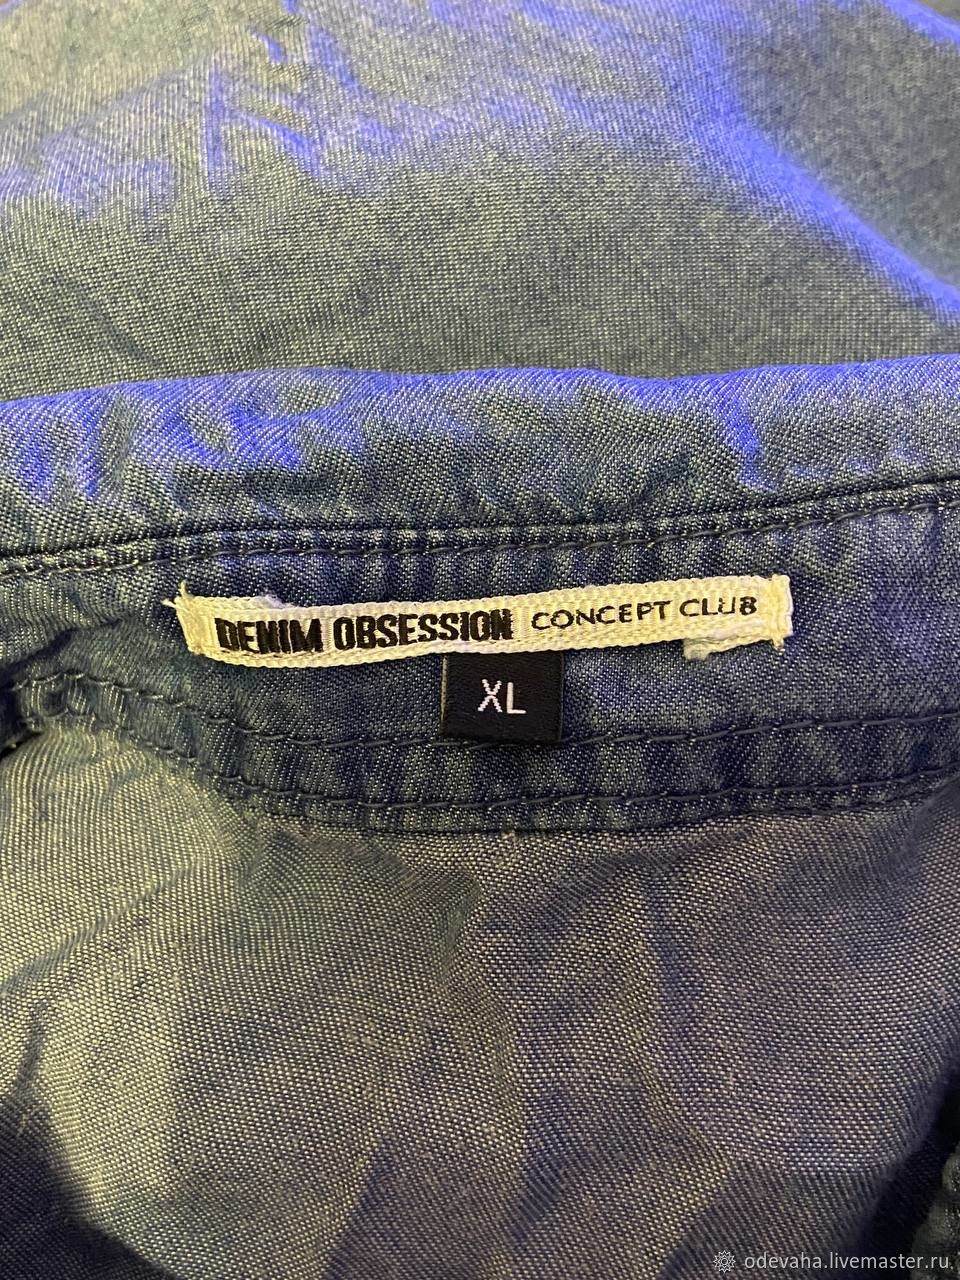 DENIM OBSESSION CONCEPT CLUB
XL
odevaha.livemaster.ru